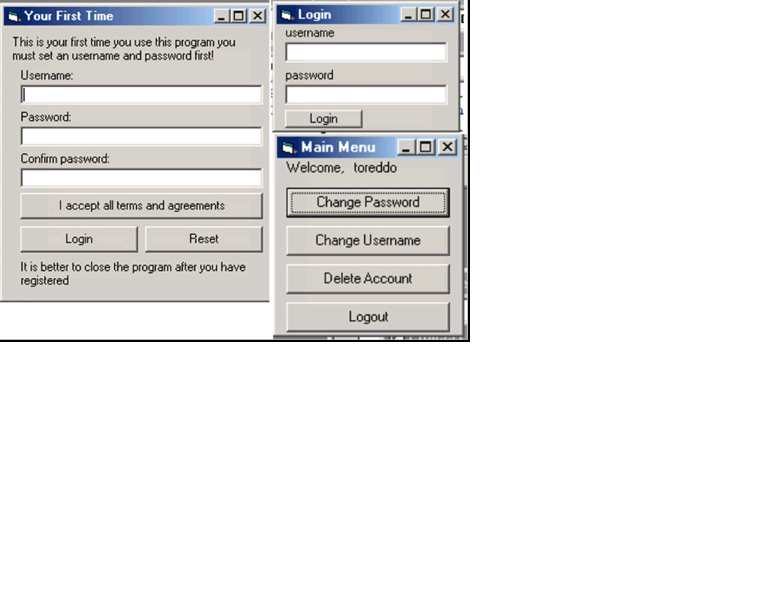 Your First Time
This is your first time you use this program you
must set an username and password first!
Username:
Password:
Confirm password:
I accept all terms and agreements
Login
Reset
It is better to close the program after you have
registered
Login
username
password
Login
Main Menu
Welcome, toreddo
Change Password
Change Username
Delete Account
Logout